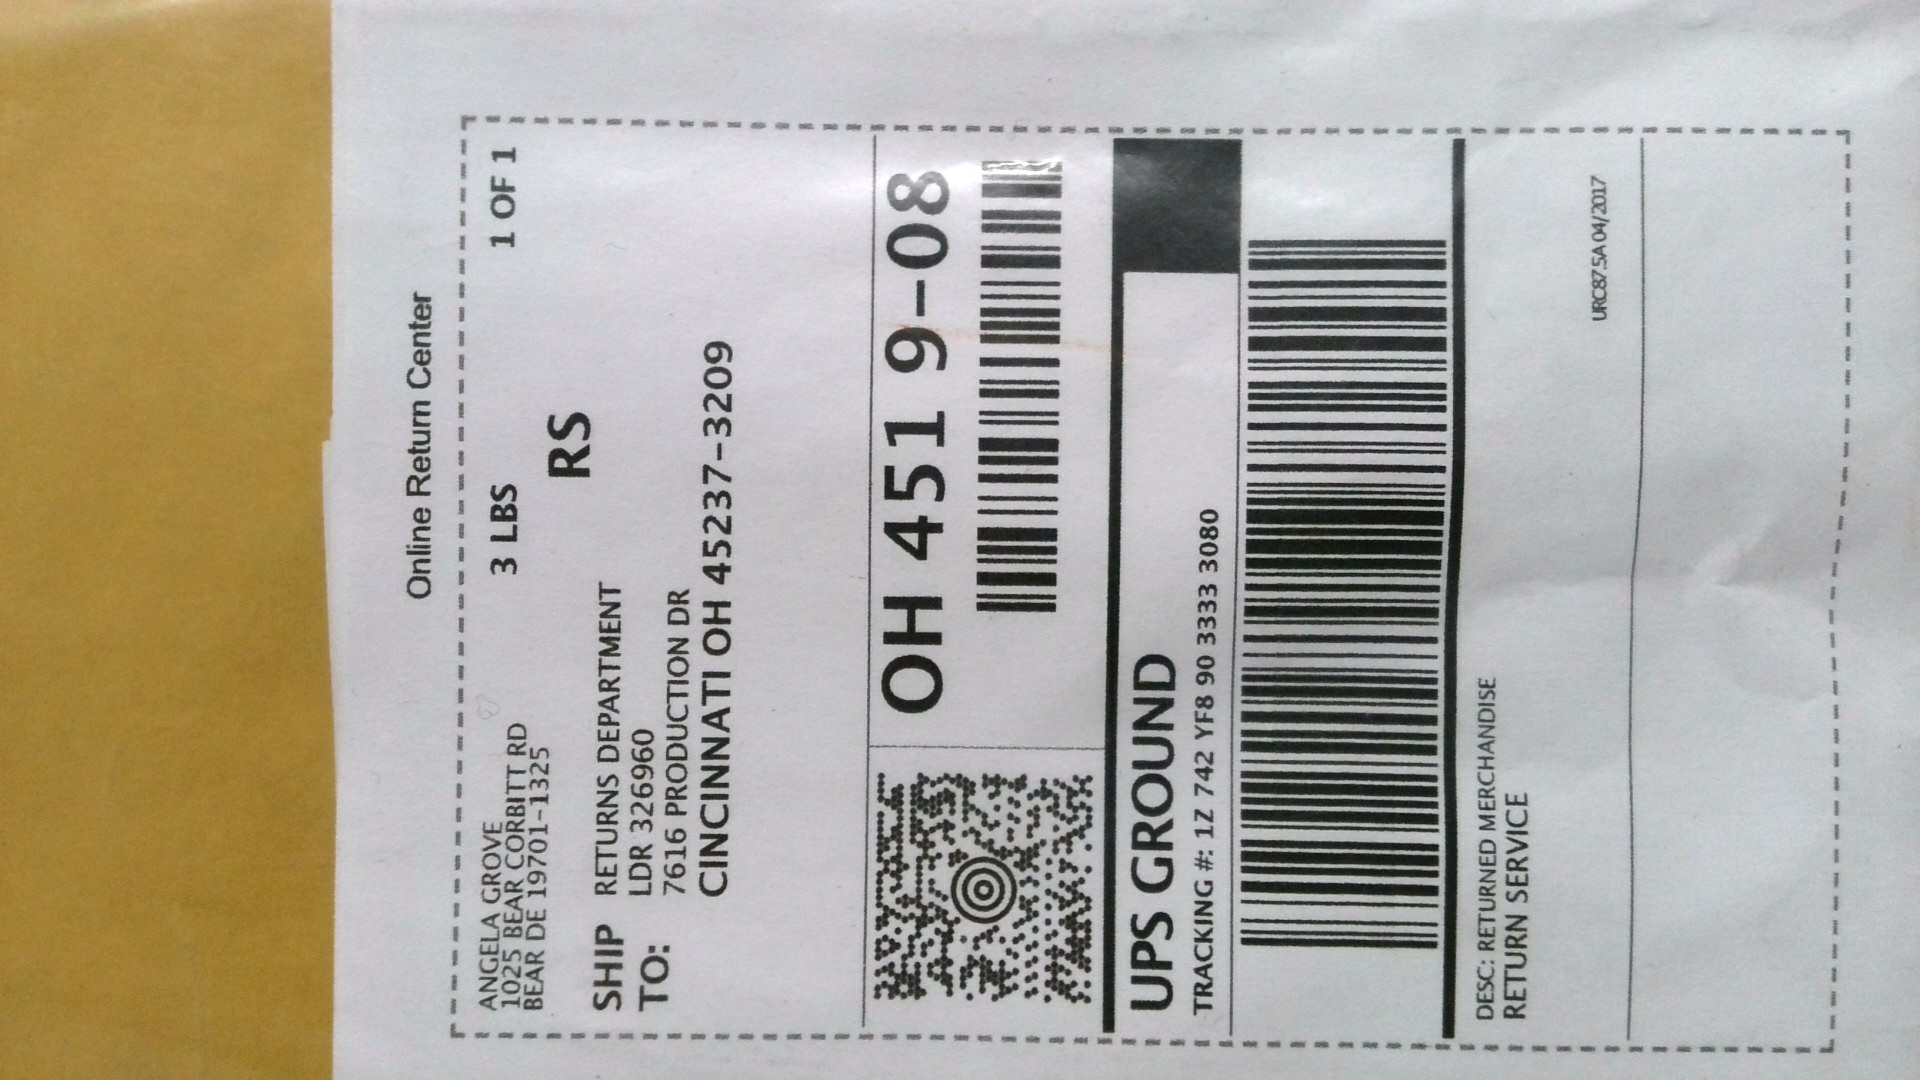 Online Return Center
ANGELA GROVE
1025 BEAR CORBITT RD
BEAR DE 19701-1325
3 LBS
1 OF 1
RS
SHIP TO:
RETURNS DEPARTMENT
LDR 326960
7616 PRODUCTION DR
CINCINNATI OH 45237-3209
OH 451 9-08
UPS GROUND
TRACKING #: 1Z 742 YF8 90 3333 3080
DESC: RETURNED MERCHANDISE
RETURN SERVICE
URC87.5A 04/2017